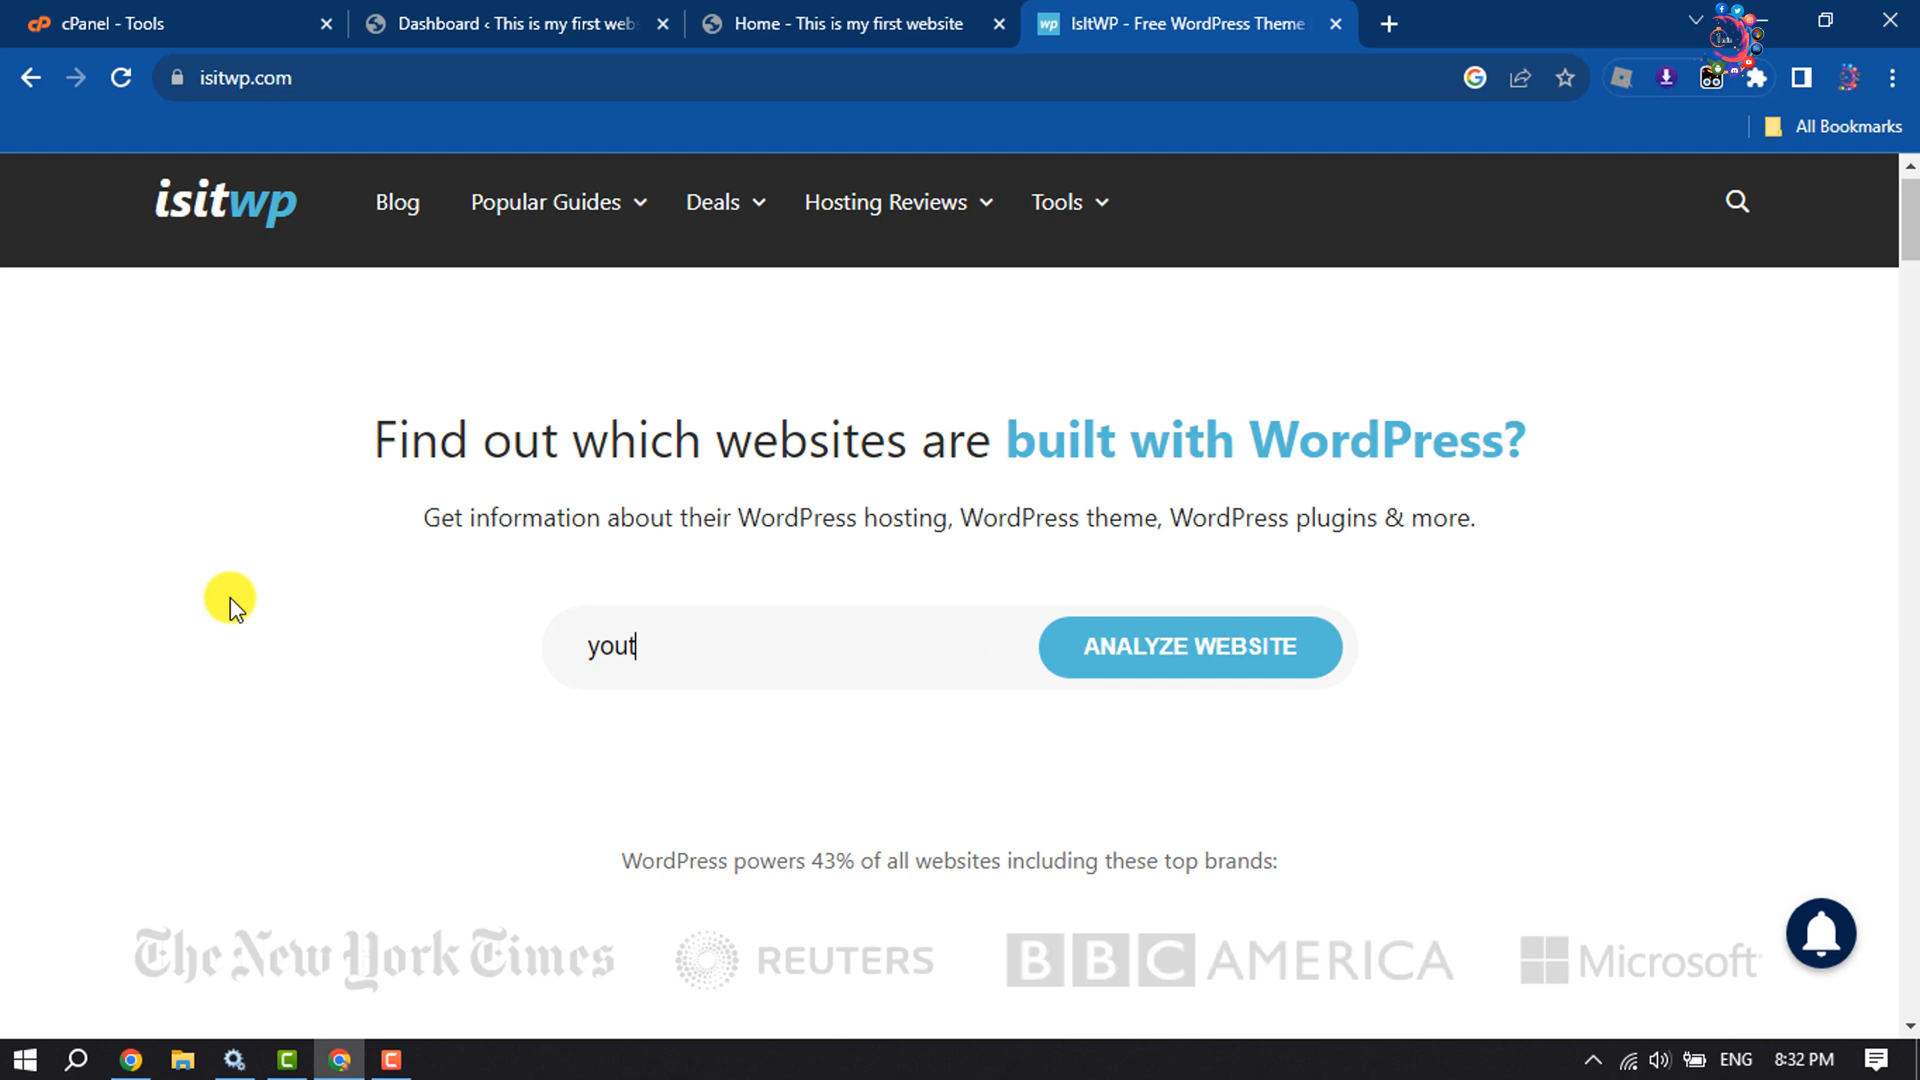 cPanel - Tools
Dashboard ‹ This is my first web
Home - This is my first website
wp IsItWP - Free WordPress Theme
isitwp.com
All Bookmarks
isitwp
Blog
Popular Guides
Deals
Hosting Reviews
Tools
Find out which websites are built with WordPress?
Get information about their WordPress hosting, WordPress theme, WordPress plugins & more.
yout
ANALYZE WEBSITE
WordPress powers 43% of all websites including these top brands:
The New York Times
REUTERS
BBC AMERICA
Microsoft
ENG
8:32 PM